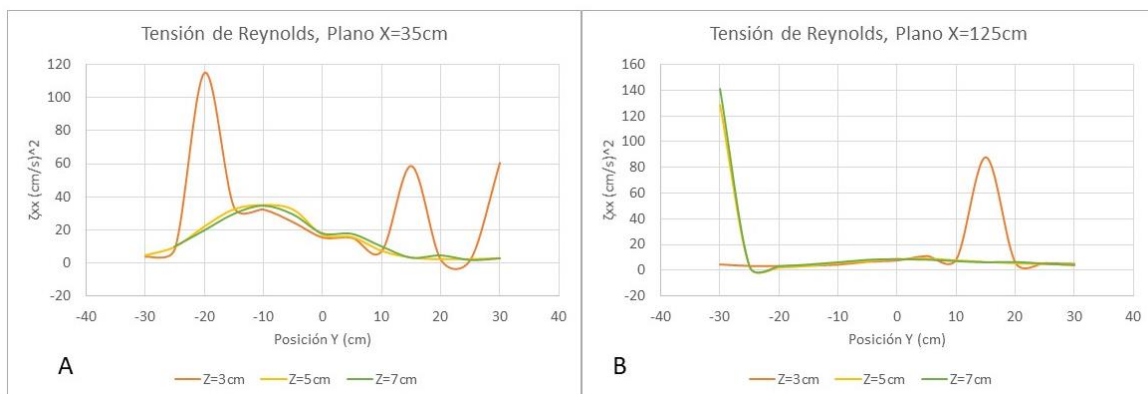 Tensión de Reynolds, Plano X=35cm
120
100
80
60
40
20
0
-20
ζxx (cm/s)^2
-40 -30 -20 -10 0 10 20 30 40
Posición Y (cm)
A
Z=3cm Z=5cm Z=7cm
Tensión de Reynolds, Plano X=125cm
160
140
120
100
80
60
40
20
0
-20
ζxx (cm/s)^2
-40 -30 -20 -10 0 10 20 30 40
Posición Y (cm)
B
Z=3cm Z=5cm Z=7cm